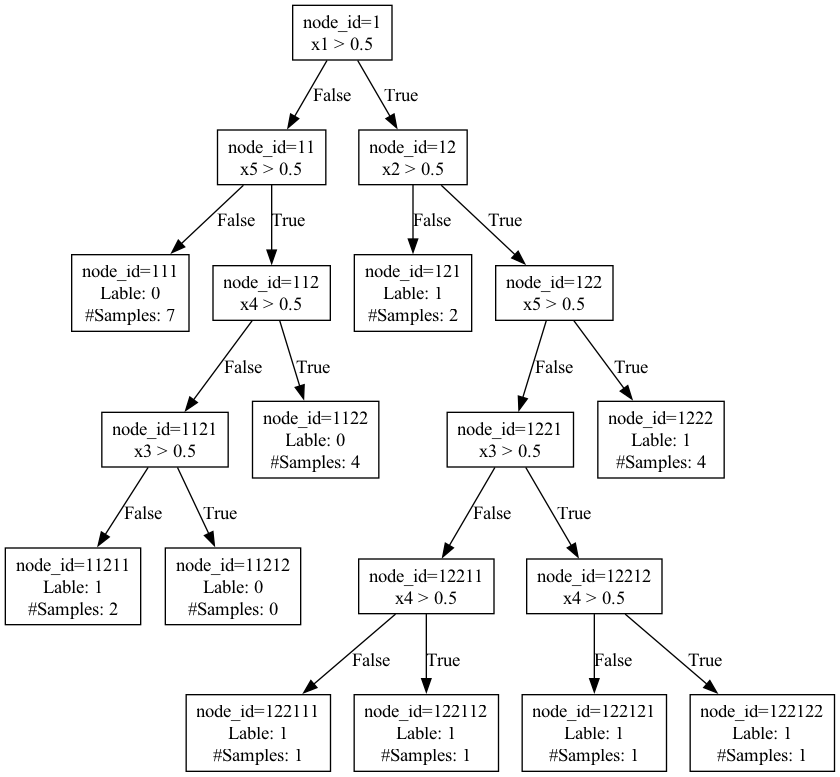 node_id=1
x1 > 0.5
False
True
node_id=11
x5 > 0.5
node_id=12
x2 > 0.5
False
True
False
True
node_id=111
Lable: 0
#Samples: 7
node_id=112
x4 > 0.5
node_id=121
Lable: 1
#Samples: 2
node_id=122
x5 > 0.5
False
True
False
True
node_id=1121
x3 > 0.5
node_id=1122
Lable: 0
#Samples: 4
node_id=1221
x3 > 0.5
node_id=1222
Lable: 1
#Samples: 4
False
True
False
True
node_id=11211
Lable: 1
#Samples: 2
node_id=11212
Lable: 0
#Samples: 0
node_id=12211
x4 > 0.5
node_id=12212
x4 > 0.5
False
True
False
True
node_id=122111
Lable: 1
#Samples: 1
node_id=122112
Lable: 1
#Samples: 1
node_id=122121
Lable: 1
#Samples: 1
node_id=122122
Lable: 1
#Samples: 1